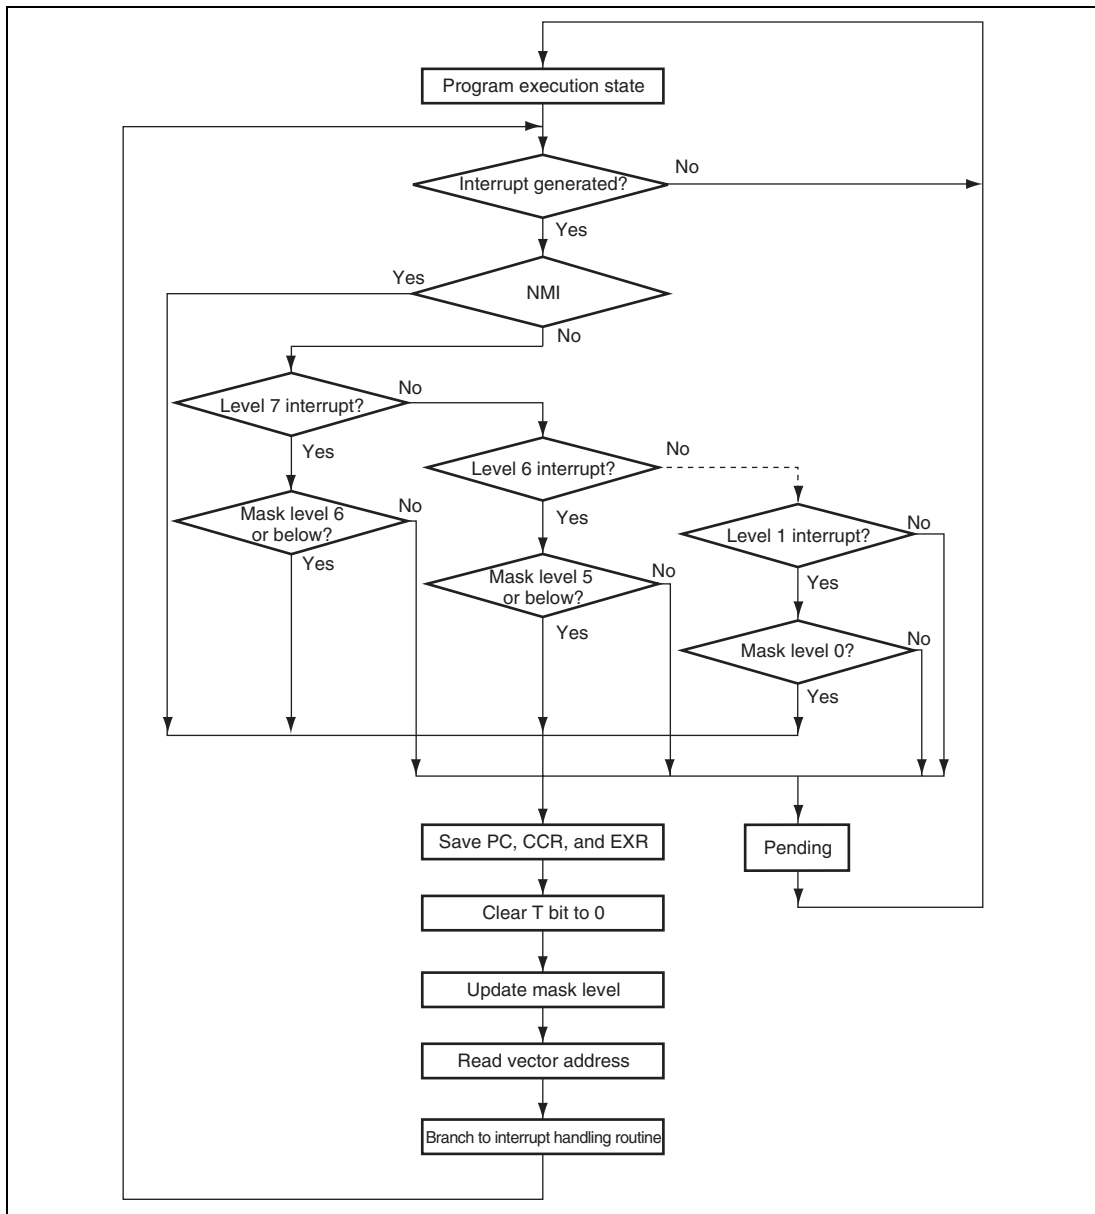 Program execution state
Interrupt generated?
No
Yes
Yes
NMI
No
Level 7 interrupt?
No
Yes
Level 6 interrupt?
No
Mask level 6
or below?
No
Yes
Level 1 interrupt?
No
Yes
Mask level 5
or below?
No
Yes
Yes
Mask level 0?
No
Yes
Save PC, CCR, and EXR
Pending
Clear T bit to 0
Update mask level
Read vector address
Branch to interrupt handling routine